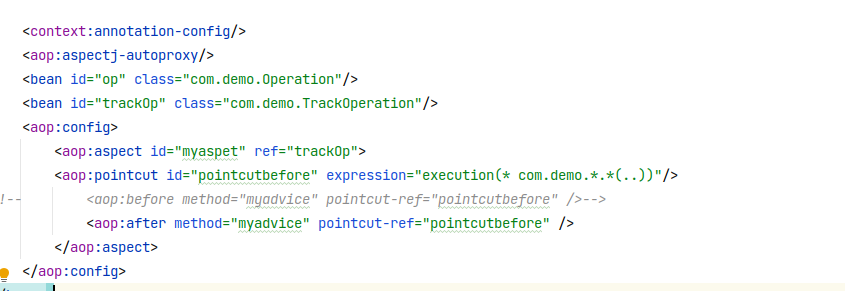 <context:annotation-config/>
<aop:aspectj-autoproxy/>
<bean id="op" class="com.demo.Operation"/>
<bean id="trackOp" class="com.demo.TrackOperation"/>
<aop:config>
<aop:aspect id="myaspet" ref="trackOp">
<aop:pointcut id="pointcutbefore" expression="execution(* com.demo.*.*(..))"/>
!-- <aop:before method="myadvice" pointcut-ref="pointcutbefore" />-->
<aop:after method="myadvice" pointcut-ref="pointcutbefore" />
</aop:aspect>
</aop:config>